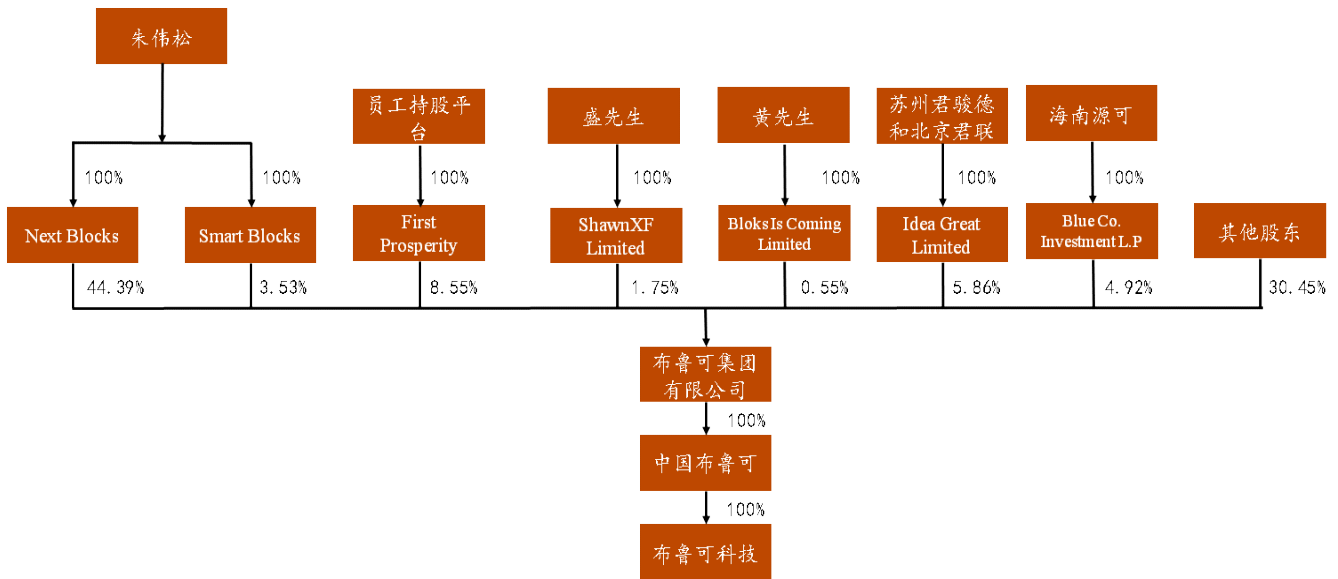 朱伟松
员工持股平
台
盛先生
黄先生
苏州君骏德
和北京君联
海南源可
100%
100%
100%
100%
100%
100%
100%
Next Blocks
Smart Blocks
First
Prosperity
ShawnXF
Limited
Bloks Is Coming
Limited
Idea Great
Limited
Blue Co.
Investment L.P
其他股东
44.39%
3.53%
8.55%
1.75%
0.55%
5.86%
4.92%
30.45%
布鲁可集团
有限公司
100%
中国布鲁可
100%
布鲁可科技